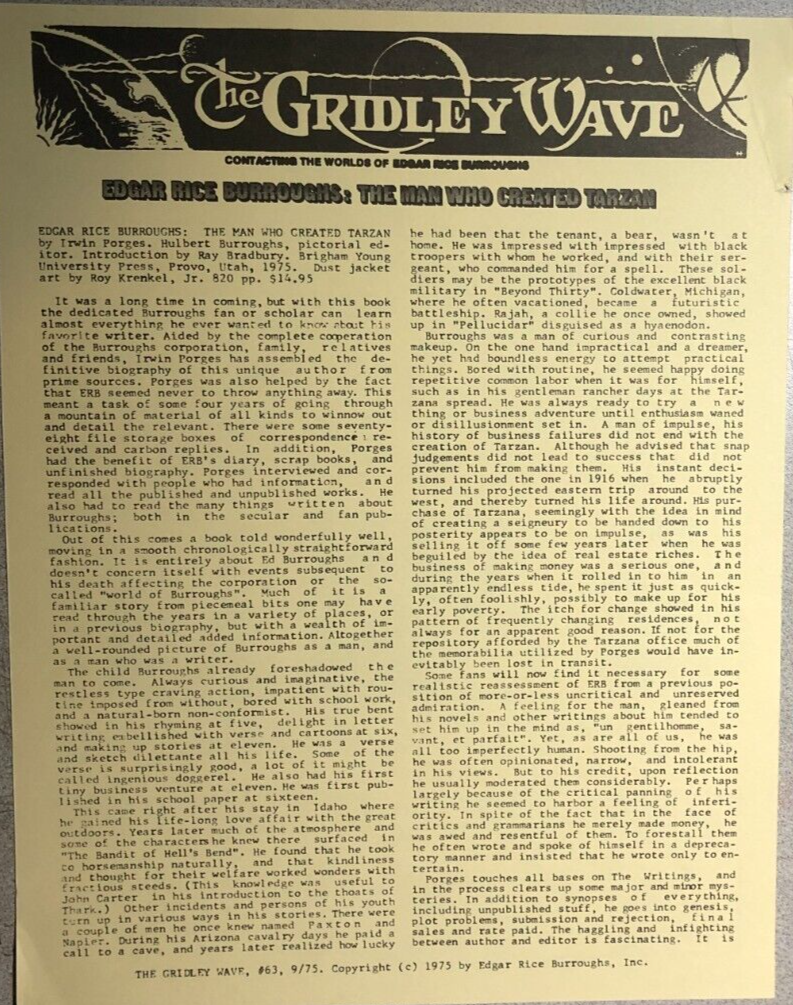 The GRIDLEY WAVE
CONTACTING THE WORLDS OF EDGAR RICE BURROUGHS
EDGAR RICE BURROUGHS: THE MAN WHO CREATED TARZAN
EDGAR RICE BURROUGHS: THE MAN WHO CREATED TARZAN
by Irwin Porges. Hulbert Burroughs, pictorial ed-
itor. Introduction by Ray Bradbury. Brigham Young
University Press, Provo, Utah, 1975. Dust jacket
art by Roy Krenkel, Jr. 820 pp. $14.95
It was a long time in coming, but with this book
the dedicated Burroughs fan or scholar can learn
almost everything he ever wanted to know about his
favorite writer. Aided by the complete cooperation
of the Burroughs corporation, family, relatives
and friends, Irwin Porges has assembled the de-
finitive biography of this unique author from
prime sources. Porges was also helped by the fact
that ERB seemed never to throw anything away. This
meant a task of some four years of going through
a mountain of material of all kinds to winnow out
and detail the relevant. There were some seventy-
eight file storage boxes of correspondence re-
ceived and carbon replies. In addition, Porges
had the benefit of ERB's diary, scrap books, and
unfinished biography. Porges interviewed and cor-
responded with people who had information, and
read all the published and unpublished works. He
also had to read the many things written about
Burroughs; both in the secular and fan pub-
lications.
Out of this comes a book told wonderfully well,
moving in a smooth chronologically straightforward
fashion. It is entirely about Ed Burroughs and
doesn't concern itself with events subsequent to
his death affecting the corporation or the so-
called "world of Burroughs". Much of it is a
familiar story from piecemeal bits one may have
read through the years in a variety of places, or
in a previous biography, but with a wealth of im-
portant and detailed added information. Altogether
a well-rounded picture of Burroughs as a man, and
as a man who was a writer.
The child Burroughs already foreshadowed the
man to come. Always curious and imaginative, the
restless type craving action, impatient with rou-
tine imposed from without, bored with school work,
and a natural-born non-conformist. His true bent
showed in his rhyming at five, delight in letter
writing embellished with verse and cartoons at six,
and making up stories at eleven. He was a verse
and sketch dilettante all his life. Some of the
verse is surprisingly good, a lot of it might be
called ingenious doggerel. He also had his first
tiny business venture at eleven. He was first pub-
lished in his school paper at sixteen.
This came right after his stay in Idaho where
he gained his life-long love affair with the great
outdoors. Years later much of the atmosphere and
some of the characters he knew there surfaced in
"The Bandit of Hell's Bend". He found that he took
to horsemanship naturally, and that kindliness
and thought for their welfare worked wonders with
fractious steeds. (This knowledge was useful to
John Carter in his introduction to the thoats of
Thark.) Other incidents and persons of his youth
turn up in various ways in his stories. There were
a couple of men he once knew named Paxton and
Napier. During his Arizona cavalry days he paid a
call to a cave, and years later realized how lucky
he had been that the tenant, a bear, wasn't at
home. He was impressed with impressed with black
troopers with whom he worked, and with their ser-
geant, who commanded him for a spell. These sol-
diers may be the prototypes of the excellent black
military in "Beyond Thirty". Coldwater, Michigan,
where he often vacationed, became a futuristic
battleship. Rajah, a collie he once owned, showed
up in "Pellucidar" disguised as a hyaenodon.
Burroughs was a man of curious and contrasting
makeup. On the one hand impractical and a dreamer,
he yet had boundless energy to attempt practical
things. Bored with routine, he seemed happy doing
repetitive common labor when it was for himself,
such as in his gentleman rancher days at the Tar-
zana spread. He was always ready to try a new
thing or business adventure until enthusiasm waned
or disillusionment set in. A man of impulse, his
history of business failures did not end with the
creation of Tarzan. Although he advised that snap
judgements did not lead to success that did not
prevent him from making them. His instant deci-
sions included the one in 1916 when he abruptly
turned his projected eastern trip around to the
west, and thereby turned his life around. His pur-
chase of Tarzana, seemingly with the idea in mind
of creating a seigneury to be handed down to his
posterity appears to be on impulse, as was his
selling it off some few years later when he was
beguiled by the idea of real estate riches. The
business of making money was a serious one, and
during the years when it rolled in to him in an
apparently endless tide, he spent it just as quick-
ly, often foolishly, possibly to make up for his
early poverty. The itch for change showed in his
pattern of frequently changing residences, not
always for an apparent good reason. If not for the
repository afforded by the Tarzana office much of
the memorabilia utilized by Porges would have in-
evitably been lost in transit.
Some fans will now find it necessary for some
realistic reassessment of ERB from a previous po-
sition of more-or-less uncritical and unreserved
admiration. A feeling for the man, gleaned from
his novels and other writings about him tended to
set him up in the mind as, "un gentilhomme, sa-
vant, et parfait". Yet, as are all of us, he was
all too imperfectly human. Shooting from the hip,
he was often opinionated, narrow, and intolerant
in his views. But to his credit, upon reflection
he usually moderated them considerably. Perhaps
largely because of the critical panning of his
writing he seemed to harbor a feeling of inferi-
ority. In spite of the fact that in the face of
critics and grammarians he merely made money, he
was awed and resentful of them. To forestall them
he often wrote and spoke of himself in a depreca-
tory manner and insisted that he wrote only to en-
tertain.
Porges touches all bases on The Writings, and
in the process clears up some major and minor mys-
teries. In addition to synopses of everything,
including unpublished stuff, he goes into genesis,
plot problems, submission and rejection, final
sales and rate paid. The haggling and infighting
between author and editor is fascinating. It is
THE GRIDLEY WAVE, #63, 9/75. Copyright (c) 1975 by Edgar Rice Burroughs, Inc.